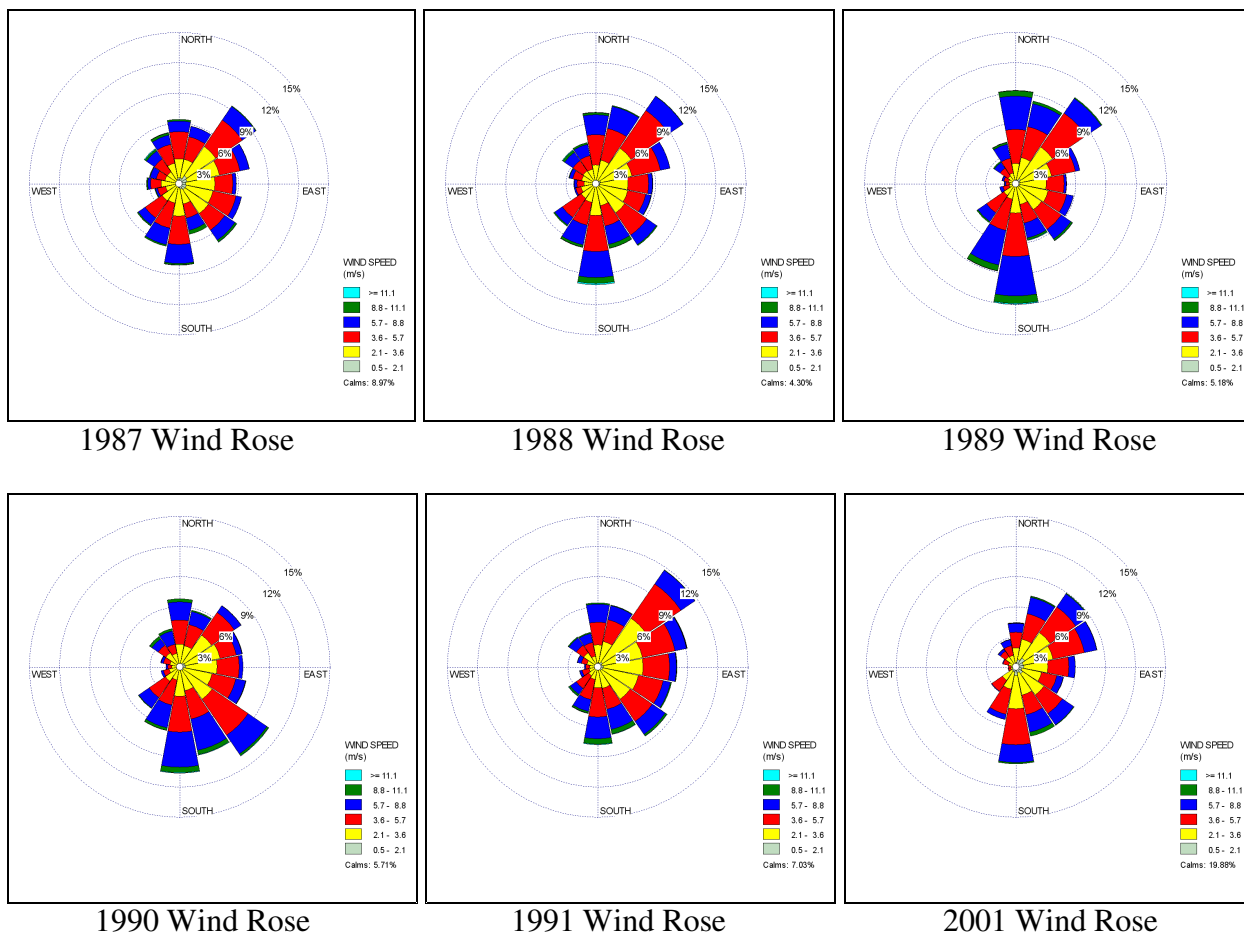 NORTH
15%
12%
9%
6%
3%
WEST
EAST
SOUTH
WIND SPEED
(m/s)
>= 11.1
8.8 - 11.1
5.7 - 8.8
3.6 - 5.7
2.1 - 3.6
0.5 - 2.1
Calms: 8.97%
1987 Wind Rose
NORTH
15%
12%
9%
6%
3%
WEST
EAST
SOUTH
WIND SPEED
(m/s)
>= 11.1
8.8 - 11.1
5.7 - 8.8
3.6 - 5.7
2.1 - 3.6
0.5 - 2.1
Calms: 4.30%
1988 Wind Rose
NORTH
15%
12%
9%
6%
3%
WEST
EAST
SOUTH
WIND SPEED
(m/s)
>= 11.1
8.8 - 11.1
5.7 - 8.8
3.6 - 5.7
2.1 - 3.6
0.5 - 2.1
Calms: 5.18%
1989 Wind Rose
NORTH
15%
12%
9%
6%
3%
WEST
EAST
SOUTH
WIND SPEED
(m/s)
>= 11.1
8.8 - 11.1
5.7 - 8.8
3.6 - 5.7
2.1 - 3.6
0.5 - 2.1
Calms: 5.71%
1990 Wind Rose
NORTH
15%
12%
9%
6%
3%
WEST
EAST
SOUTH
WIND SPEED
(m/s)
>= 11.1
8.8 - 11.1
5.7 - 8.8
3.6 - 5.7
2.1 - 3.6
0.5 - 2.1
Calms: 7.03%
1991 Wind Rose
NORTH
15%
12%
9%
6%
3%
WEST
EAST
SOUTH
WIND SPEED
(m/s)
>= 11.1
8.8 - 11.1
5.7 - 8.8
3.6 - 5.7
2.1 - 3.6
0.5 - 2.1
Calms: 19.88%
2001 Wind Rose